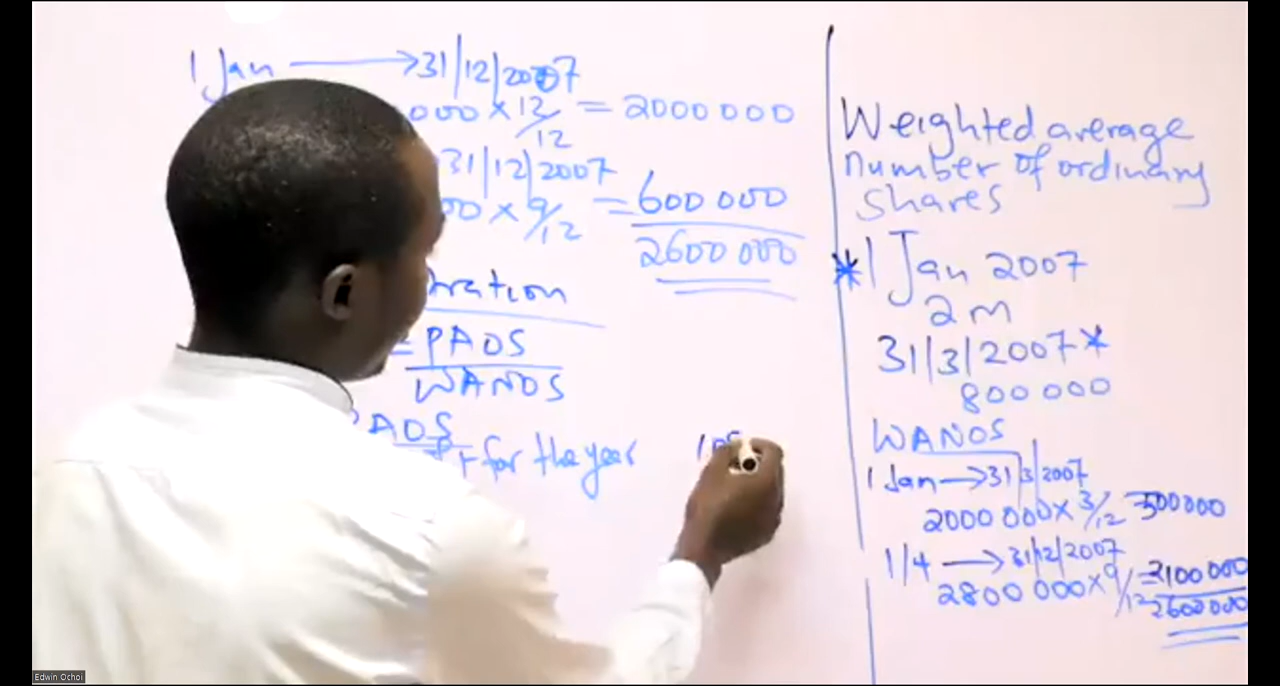 1 Jan → 31/12/2007
000 × 12/12 = 2000 000
31/12/2007
00 × 9/12 = 600 000
2600 000
= PAOS
WANOS
PAOS
for the year
Weighted average
number of ordinary
shares
*1 Jan 2007
2m
31/3/2007*
800 000
WANOS
1 Jan → 31/3/2007
2000 000 × 3/12 = 500 000
1/4 → 31/12/2007
2800 000 × 9/12 = 2100 000
2600 000
Edwin Ochoi